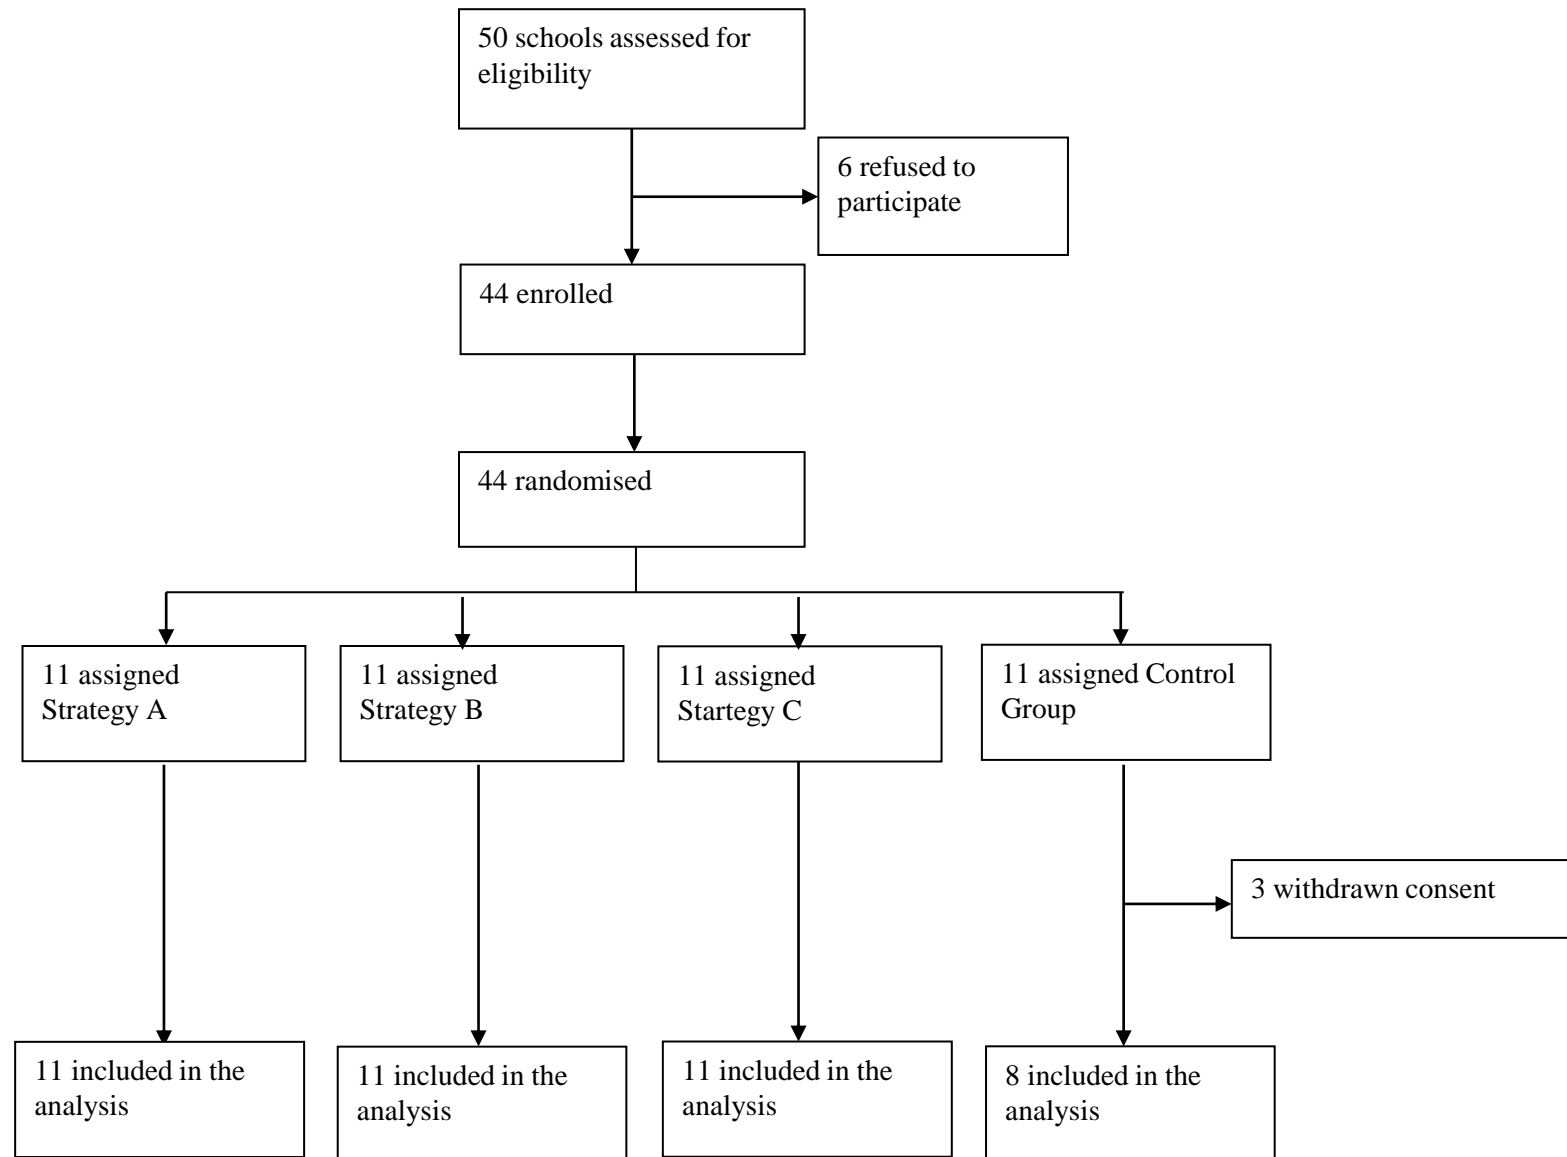 50 schools assessed for
eligibility
6 refused to
participate
44 enrolled
44 randomised
11 assigned
Strategy A
11 assigned
Strategy B
11 assigned
Startegy C
11 assigned Control
Group
3 withdrawn consent
11 included in the
analysis
11 included in the
analysis
11 included in the
analysis
8 included in the
analysis